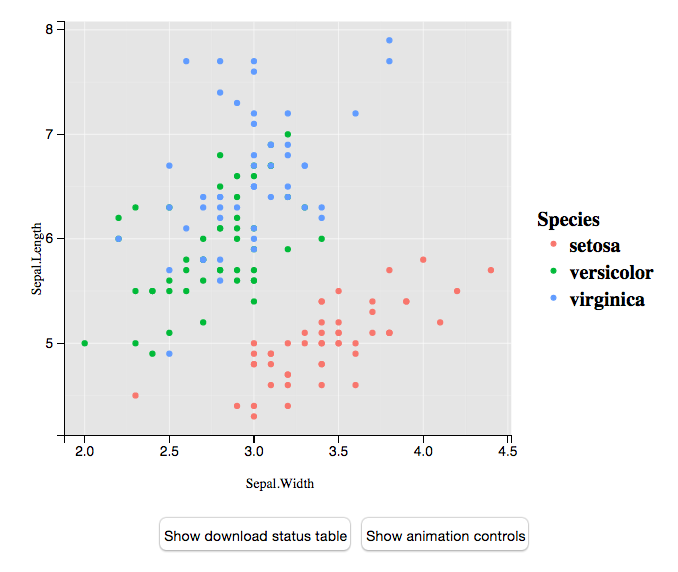 8
7
6
5
Sepal.Length
2.0 2.5 3.0 3.5 4.0 4.5
Sepal.Width
Species
setosa
versicolor
virginica
Show download status table
Show animation controls